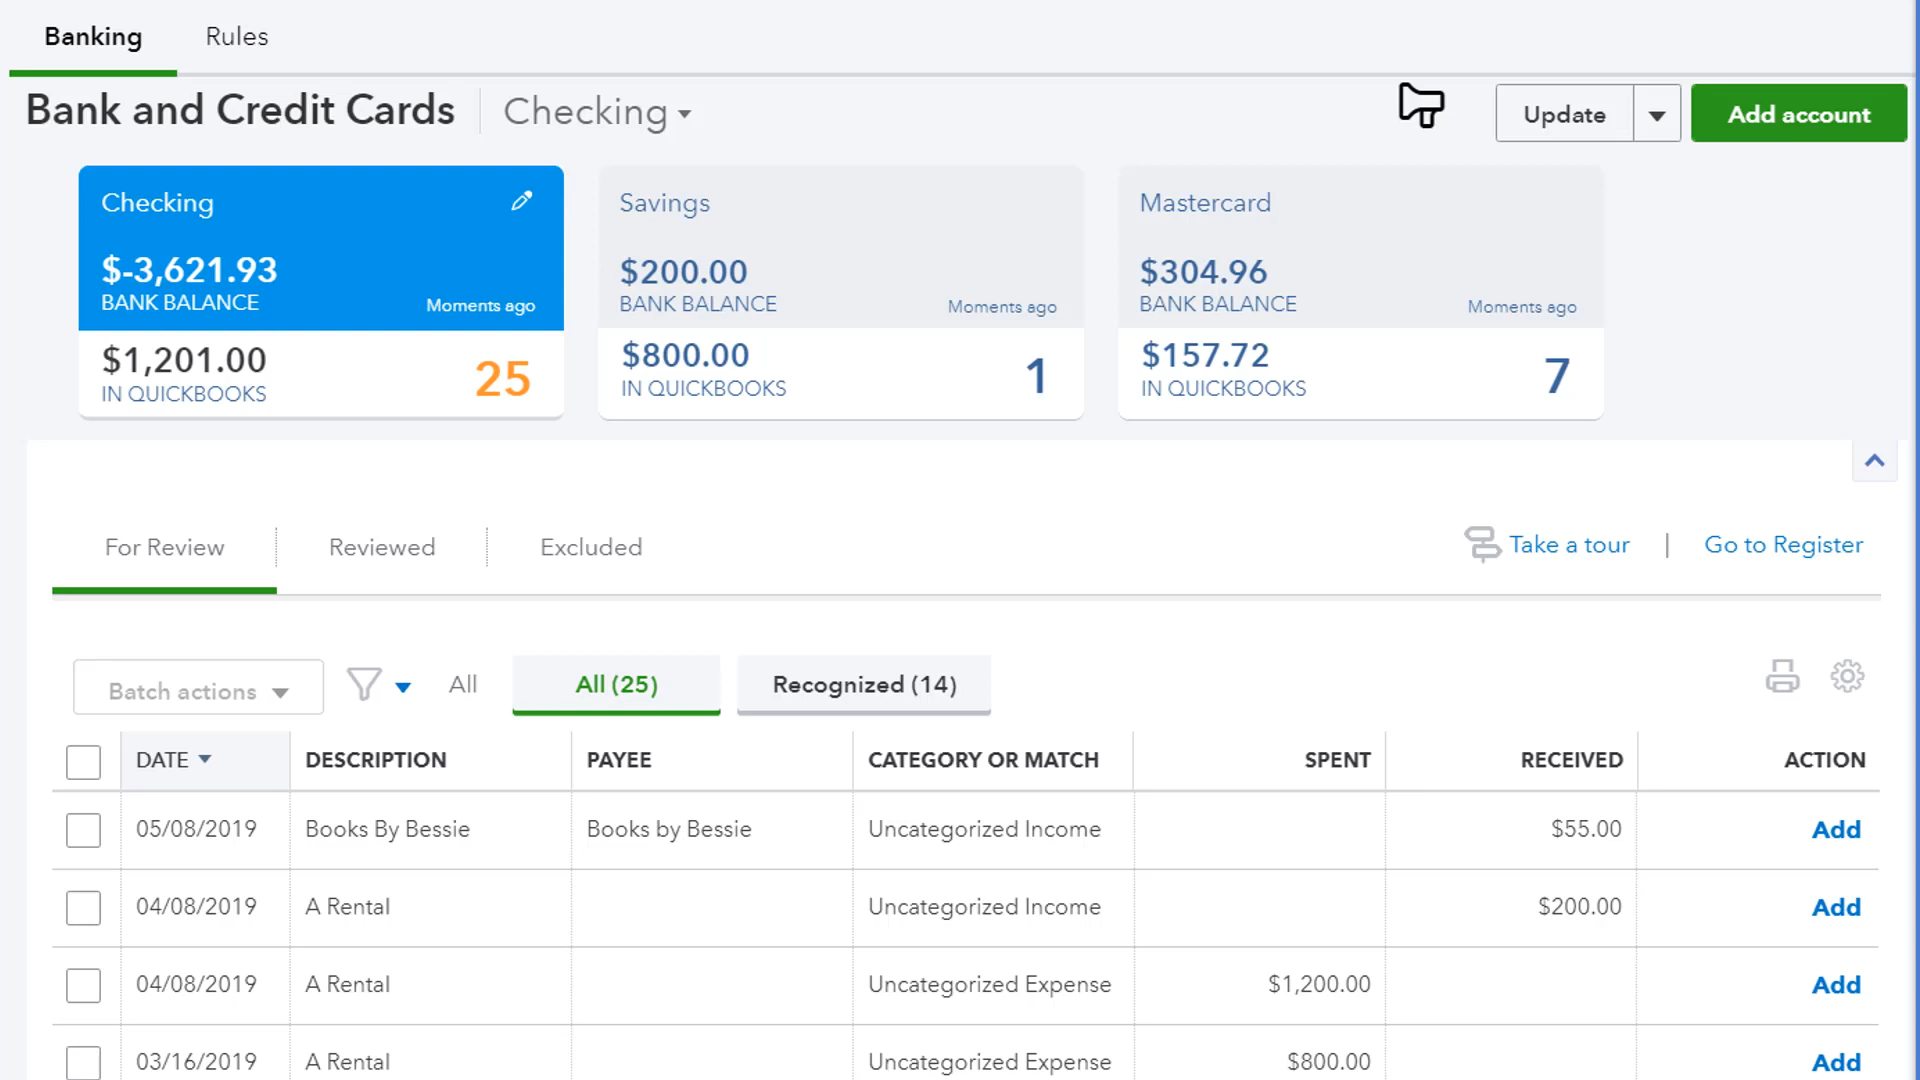 Banking Rules
Bank and Credit Cards Checking Update Add account
Checking Savings Mastercard
$-3,621.93 $200.00 $304.96
BANK BALANCE Moments ago BANK BALANCE Moments ago BANK BALANCE Moments ago
$1,201.00 25 $800.00 1 $157.72 7
IN QUICKBOOKS IN QUICKBOOKS IN QUICKBOOKS
For Review Reviewed Excluded Take a tour | Go to Register
Batch actions All All (25) Recognized (14)
DATE DESCRIPTION PAYEE CATEGORY OR MATCH SPENT RECEIVED ACTION
05/08/2019 Books By Bessie Books by Bessie Uncategorized Income $55.00 Add
04/08/2019 A Rental Uncategorized Income $200.00 Add
04/08/2019 A Rental Uncategorized Expense $1,200.00 Add
03/16/2019 A Rental Uncategorized Expense $800.00 Add